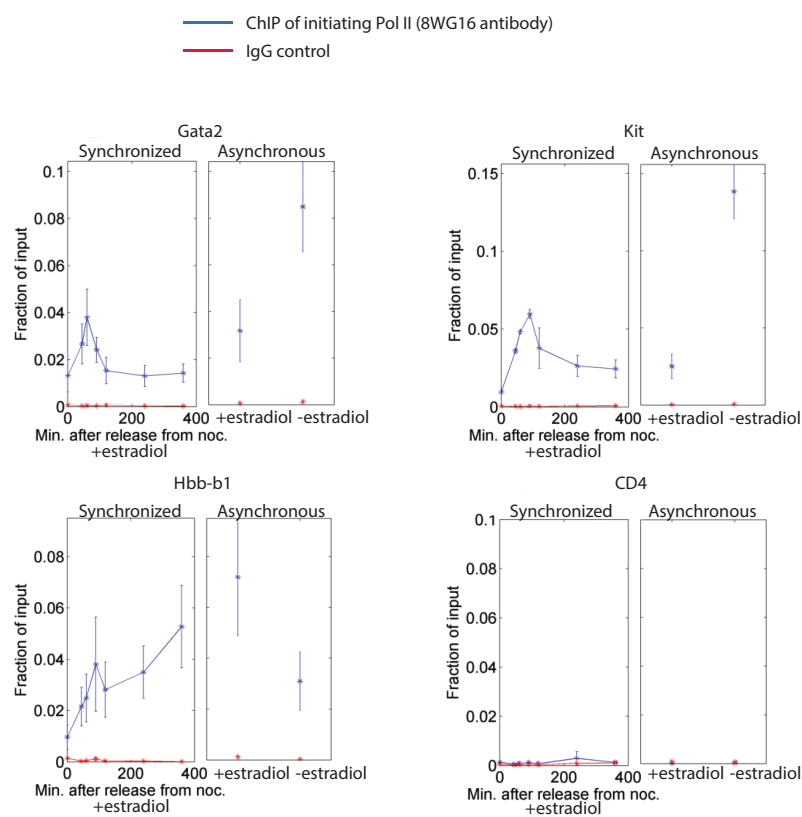 ChIP of initiating Pol II (8WG16 antibody)
IgG control
Gata2
Synchronized Asynchronous
Fraction of input
0.1
0.08
0.06
0.04
0.02
0
0 200 400
+estradiol -estradiol
Min. after release from noc.
+estradiol
Kit
Synchronized Asynchronous
Fraction of input
0.15
0.1
0.05
0
0 200 400
+estradiol -estradiol
Min. after release from noc.
+estradiol
Hbb-b1
Synchronized Asynchronous
Fraction of input
0.08
0.06
0.04
0.02
0
0 200 400
+estradiol -estradiol
Min. after release from noc.
+estradiol
CD4
Synchronized Asynchronous
Fraction of input
0.1
0.08
0.06
0.04
0.02
0
0 200 400
+estradiol -estradiol
Min. after release from noc.
+estradiol